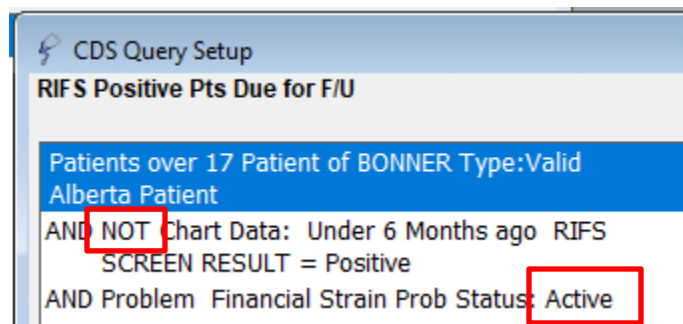 CDS Query Setup
RIFS Positive Pts Due for F/U
Patients over 17 Patient of BONNER Type:Valid
Alberta Patient
AND NOT Chart Data: Under 6 Months ago RIFS
SCREEN RESULT = Positive
AND Problem Financial Strain Prob Status: Active